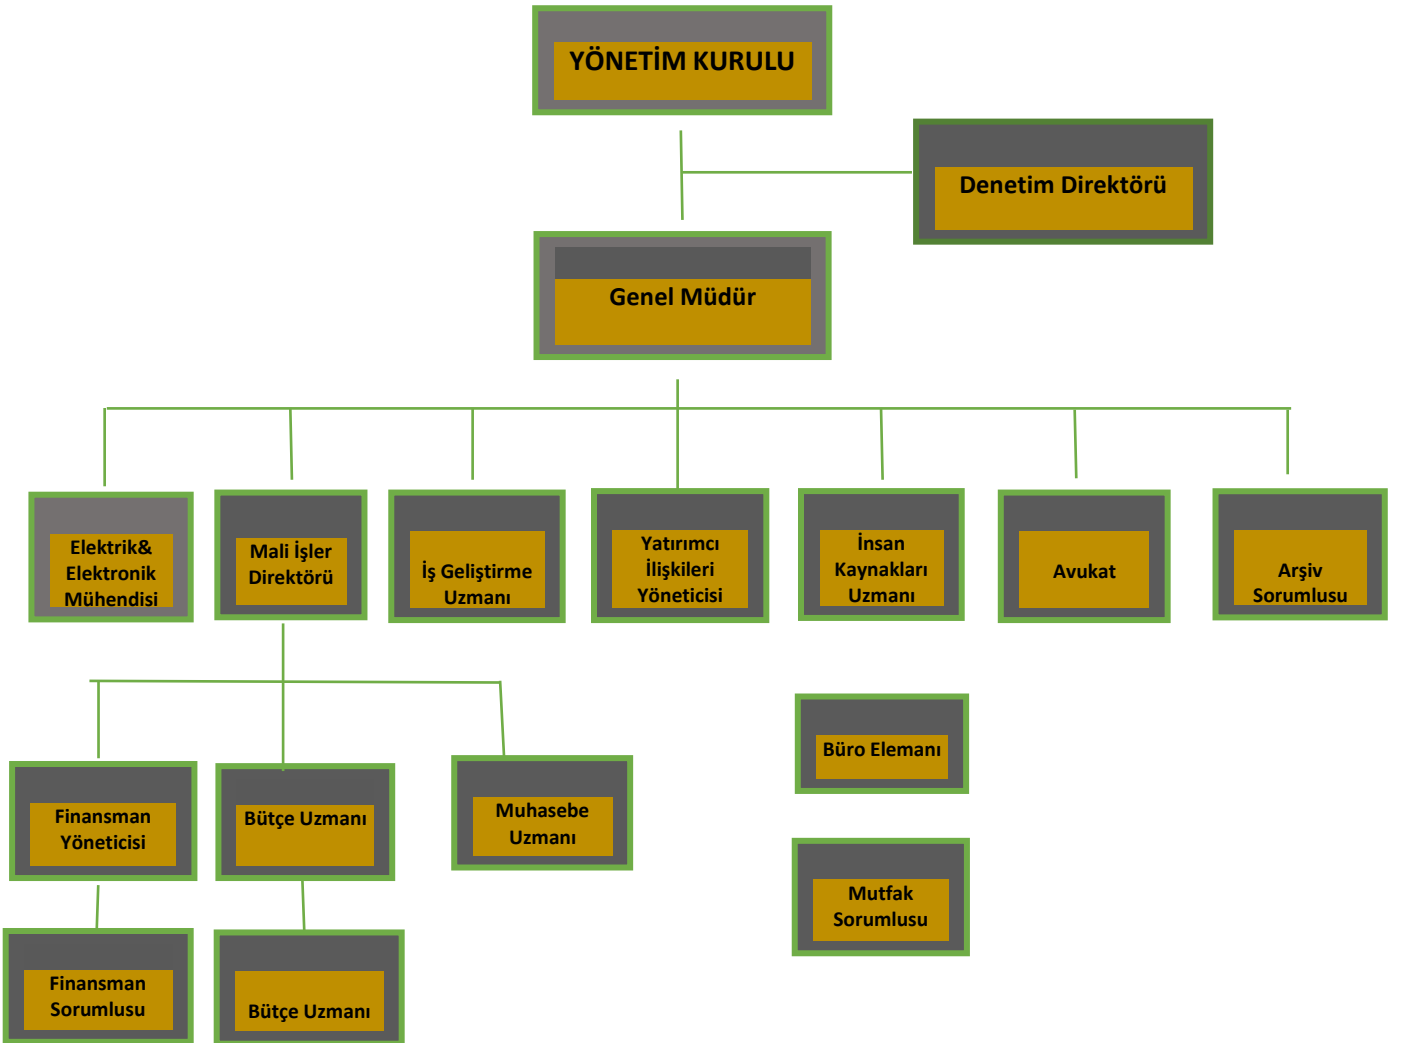 YÖNETİM KURULU
Denetim Direktörü
Genel Müdür
Elektrik&
Elektronik
Mühendisi
Mali İşler
Direktörü
İş Geliştirme
Uzmanı
Yatırımcı
İlişkileri
Yöneticisi
İnsan
Kaynakları
Uzmanı
Avukat
Arşiv
Sorumlusu
Finansman
Yöneticisi
Bütçe Uzmanı
Muhasebe
Uzmanı
Büro Elemanı
Mutfak
Sorumlusu
Finansman
Sorumlusu
Bütçe Uzmanı